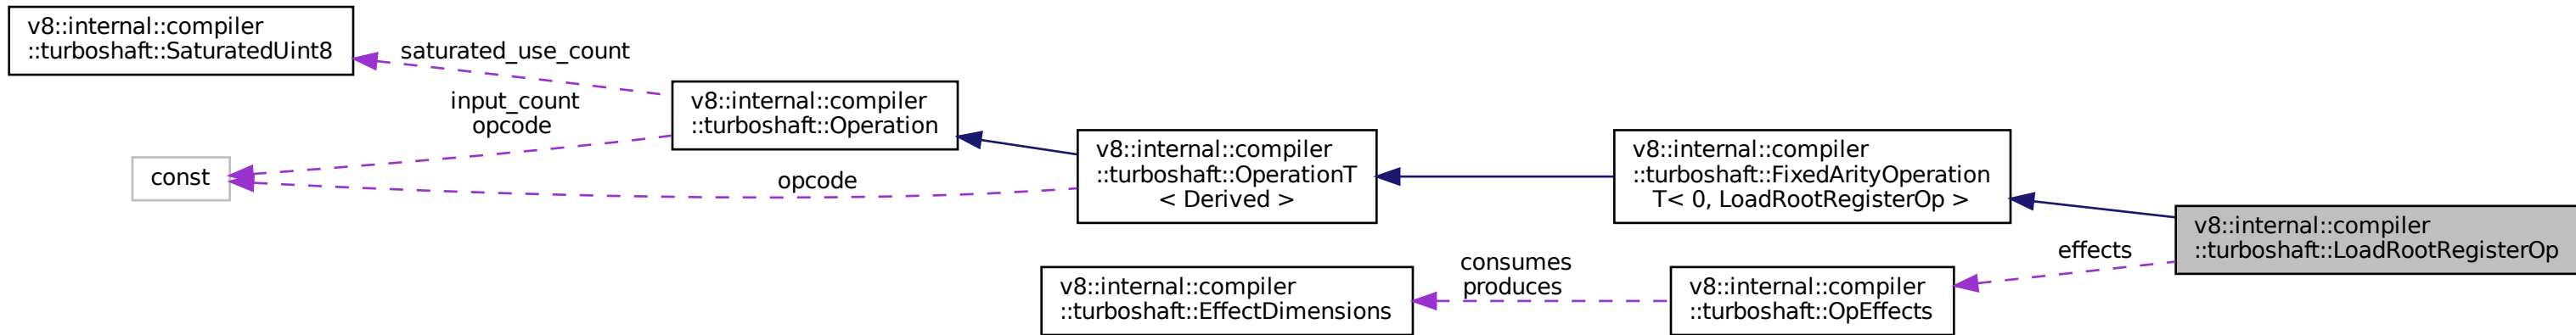 v8::internal::compiler
::turboshaft::SaturatedUint8
saturated_use_count
input_count
opcode
v8::internal::compiler
::turboshaft::Operation
const
opcode
v8::internal::compiler
::turboshaft::OperationT
< Derived >
v8::internal::compiler
::turboshaft::FixedArityOperation
T< 0, LoadRootRegisterOp >
v8::internal::compiler
::turboshaft::LoadRootRegisterOp
effects
v8::internal::compiler
::turboshaft::EffectDimensions
consumes
produces
v8::internal::compiler
::turboshaft::OpEffects